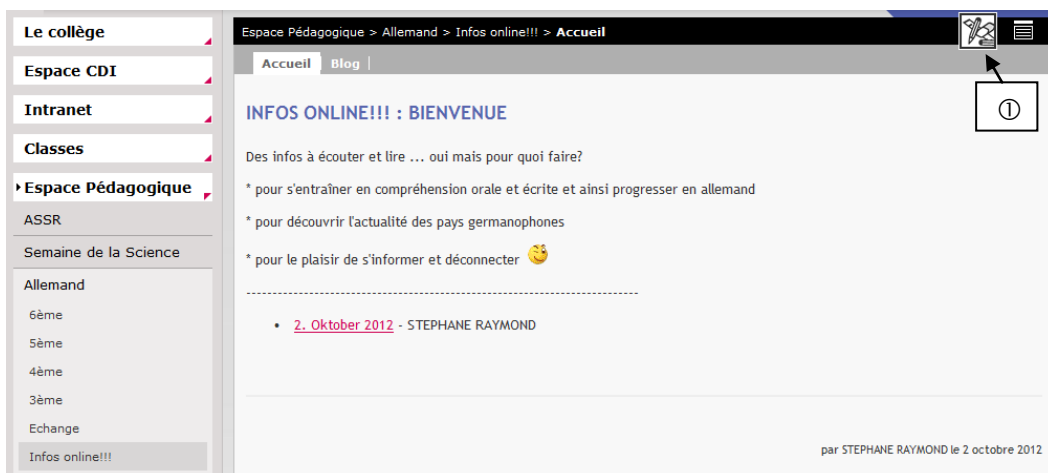 Le collège
Espace CDI
Intranet
Classes
Espace Pédagogique
ASSR
Semaine de la Science
Allemand
6ème
5ème
4ème
3ème
Echange
Infos online!!!
Espace Pédagogique > Allemand > Infos online!!! > Accueil
Accueil Blog |
①
INFOS ONLINE!!! : BIENVENUE
Des infos à écouter et lire ... oui mais pour quoi faire?
* pour s'entraîner en compréhension orale et écrite et ainsi progresser en allemand
* pour découvrir l'actualité des pays germanophones
* pour le plaisir de s'informer et déconnecter
------------------------------------------------------------------------------
• 2. Oktober 2012 - STEPHANE RAYMOND
par STEPHANE RAYMOND le 2 octobre 2012